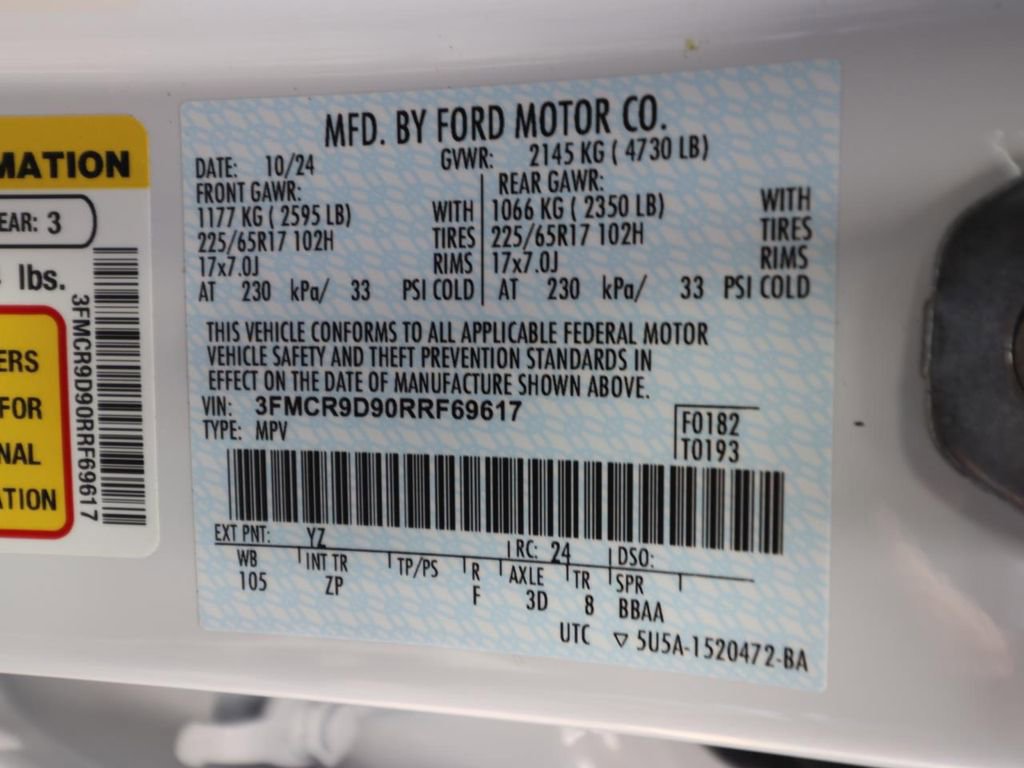 MATION
EAR: 3
lbs.
3FMCR9D90RRF69617
ERS
FOR
NAL
ATION
MFD. BY FORD MOTOR CO.
DATE: 10/24 GVWR: 2145 KG ( 4730 LB)
FRONT GAWR: REAR GAWR:
1177 KG ( 2595 LB) WITH 1066 KG ( 2350 LB) WITH
225/65R17 102H TIRES 225/65R17 102H TIRES
17x7.0J RIMS 17x7.0J RIMS
AT 230 kPa/ 33 PSI COLD AT 230 kPa/ 33 PSI COLD
THIS VEHICLE CONFORMS TO ALL APPLICABLE FEDERAL MOTOR
VEHICLE SAFETY AND THEFT PREVENTION STANDARDS IN
EFFECT ON THE DATE OF MANUFACTURE SHOWN ABOVE.
VIN: 3FMCR9D90RRF69617
TYPE: MPV
F0182
T0193
EXT PNT: YZ RC: 24 DSO:
WB INT TR TP/PS R AXLE TR SPR
105 ZP F 3D 8 BBAA
UTC ▽ 5U5A-1520472-BA